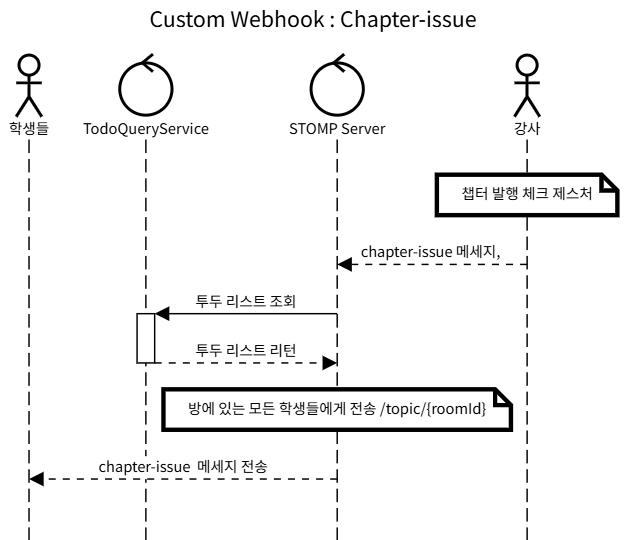 Custom Webhook : Chapter-issue
학생들
TodoQueryService
STOMP Server
강사
챕터 발행 체크 제스처
chapter-issue 메세지,
투두 리스트 조회
투두 리스트 리턴
방에 있는 모든 학생들에게 전송 /topic/{roomId}
chapter-issue  메세지 전송